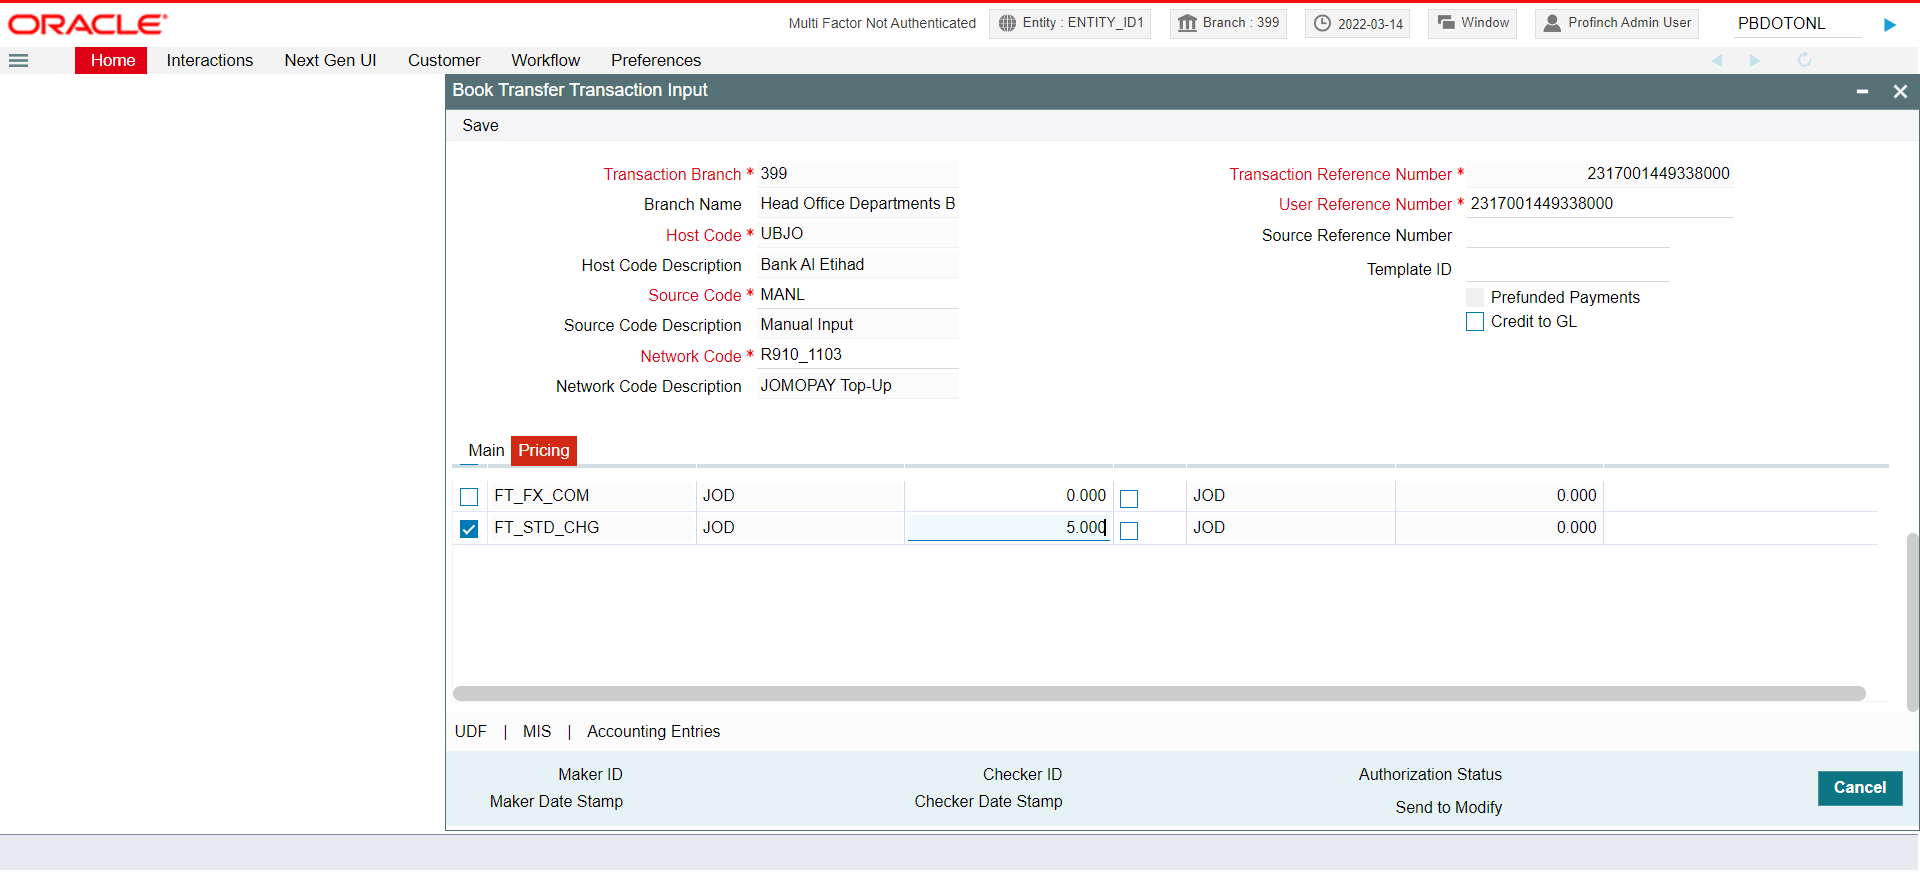 ORACLE
Multi Factor Not Authenticated Entity : ENTITY_ID1 Branch : 399 2022-03-14 Window Profinch Admin User PBDOTONL
Home Interactions Next Gen UI Customer Workflow Preferences
Book Transfer Transaction Input
Save
Transaction Branch * 399
Branch Name Head Office Departments B
Host Code * UBJO
Host Code Description Bank Al Etihad
Source Code * MANL
Source Code Description Manual Input
Network Code * R910_1103
Network Code Description JOMOPAY Top-Up
Transaction Reference Number * 2317001449338000
User Reference Number * 2317001449338000
Source Reference Number
Template ID
Prefunded Payments
Credit to GL
Main Pricing
FT_FX_COM JOD 0.000 JOD 0.000
FT_STD_CHG JOD 5.000 JOD 0.000
UDF | MIS | Accounting Entries
Maker ID Checker ID Authorization Status
Maker Date Stamp Checker Date Stamp Send to Modify
Cancel